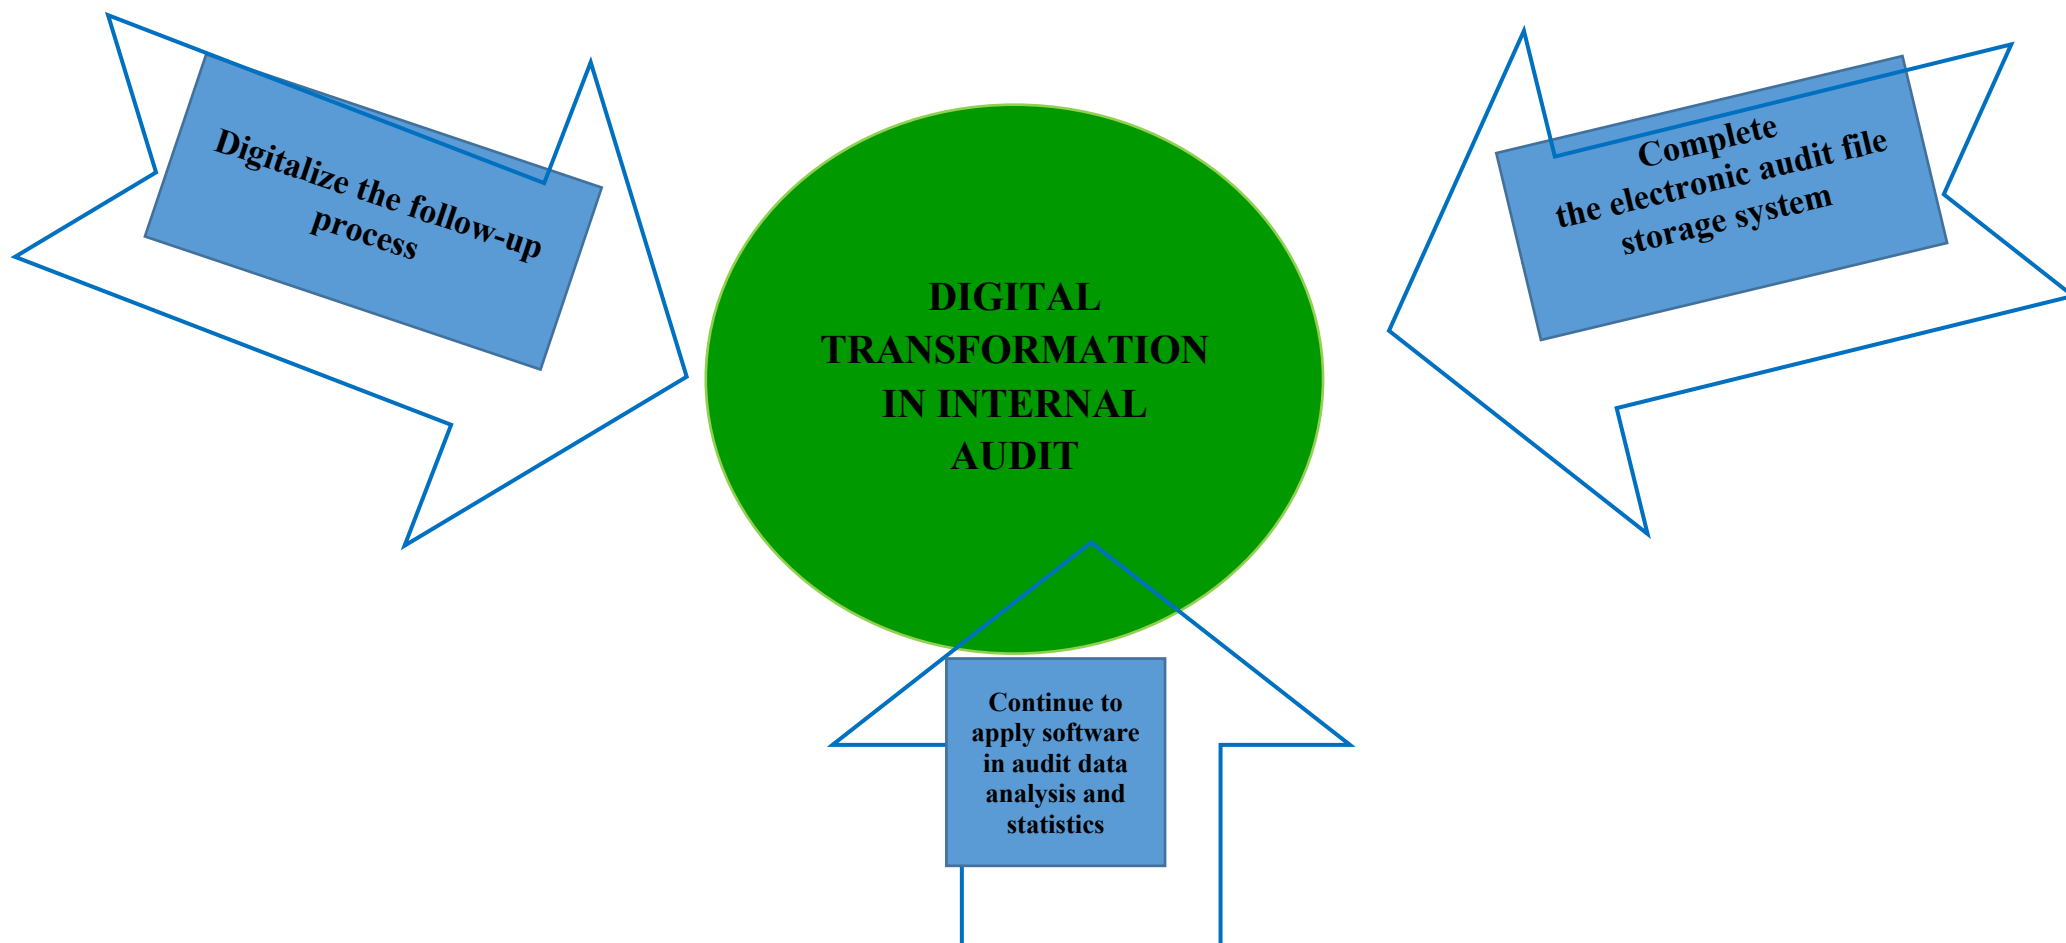 Digitalize the follow-up
process
Complete
the electronic audit file
storage system
DIGITAL
TRANSFORMATION
IN INTERNAL
AUDIT
Continue to
apply software
in audit data
analysis and
statistics